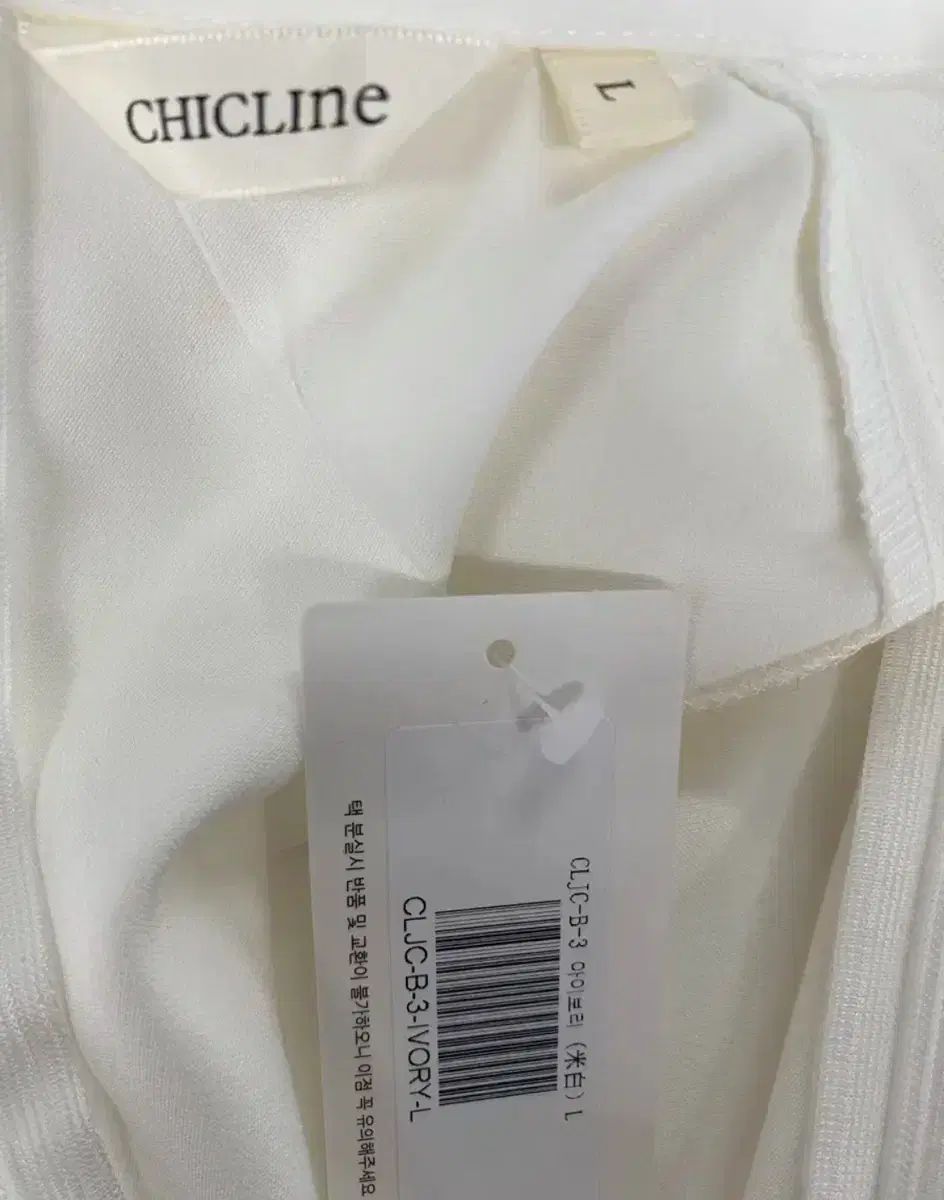 CHICLIne
L
CLJC-B-3 아이보리 (米白) L
CLJC-B-3-IVORY-L
택 분실시 반품 및 교환이 불가하오니 이점 꼭 유의해주세요